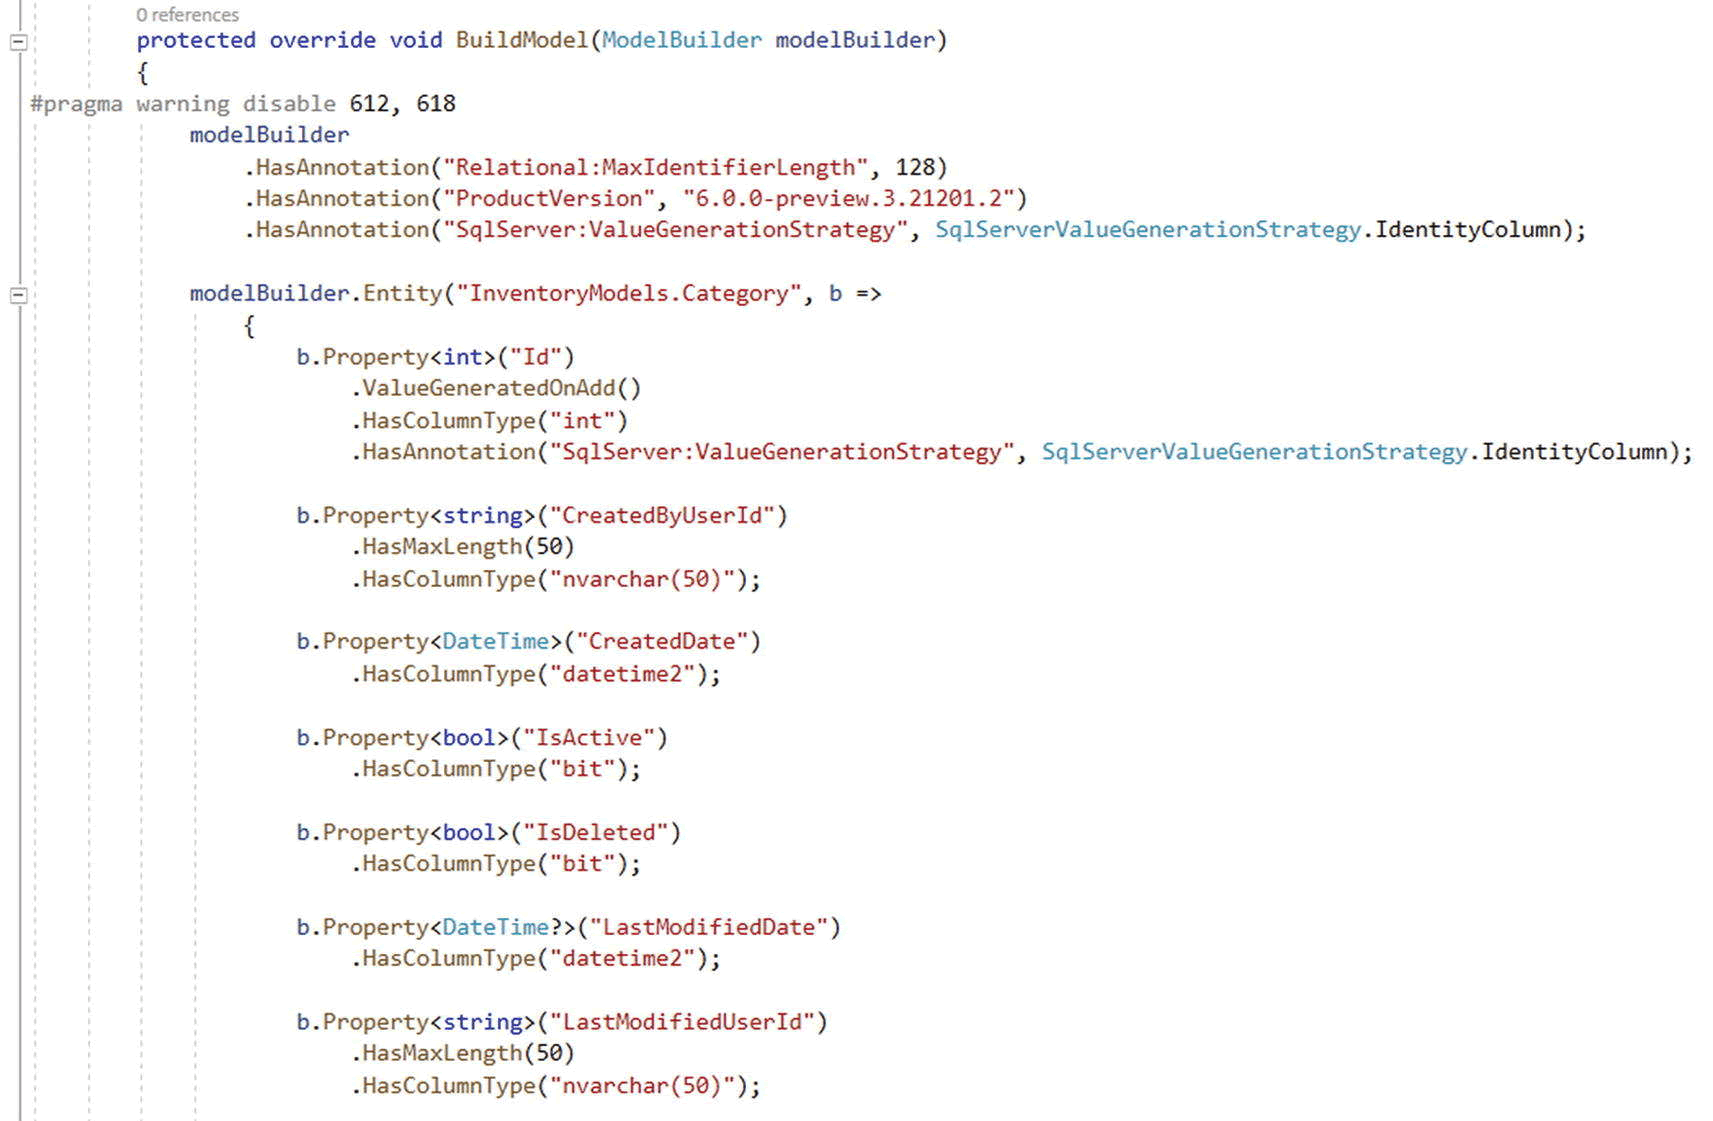 0 references
protected override void BuildModel(ModelBuilder modelBuilder)
{
#pragma warning disable 612, 618
modelBuilder
.HasAnnotation("Relational:MaxIdentifierLength", 128)
.HasAnnotation("ProductVersion", "6.0.0-preview.3.21201.2")
.HasAnnotation("SqlServer:ValueGenerationStrategy", SqlServerValueGenerationStrategy.IdentityColumn);
modelBuilder.Entity("InventoryModels.Category", b =>
{
b.Property<int>("Id")
.ValueGeneratedOnAdd()
.HasColumnType("int")
.HasAnnotation("SqlServer:ValueGenerationStrategy", SqlServerValueGenerationStrategy.IdentityColumn);
b.Property<string>("CreatedByUserId")
.HasMaxLength(50)
.HasColumnType("nvarchar(50)");
b.Property<DateTime>("CreatedDate")
.HasColumnType("datetime2");
b.Property<bool>("IsActive")
.HasColumnType("bit");
b.Property<bool>("IsDeleted")
.HasColumnType("bit");
b.Property<DateTime?>("LastModifiedDate")
.HasColumnType("datetime2");
b.Property<string>("LastModifiedUserId")
.HasMaxLength(50)
.HasColumnType("nvarchar(50)");